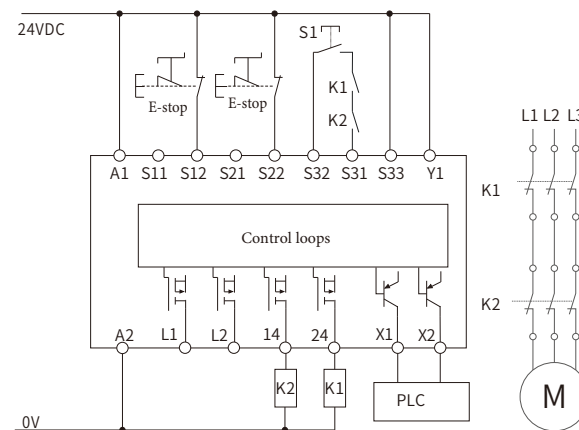 24VDC
S1
E-stop
E-stop
K1
K2
A1 S11 S12 S21 S22 S32 S31 S33 Y1
Control loops
A2 L1 L2 14 24 X1 X2
K2 K1 PLC
0V
L1 L2 L3
K1
K2
M